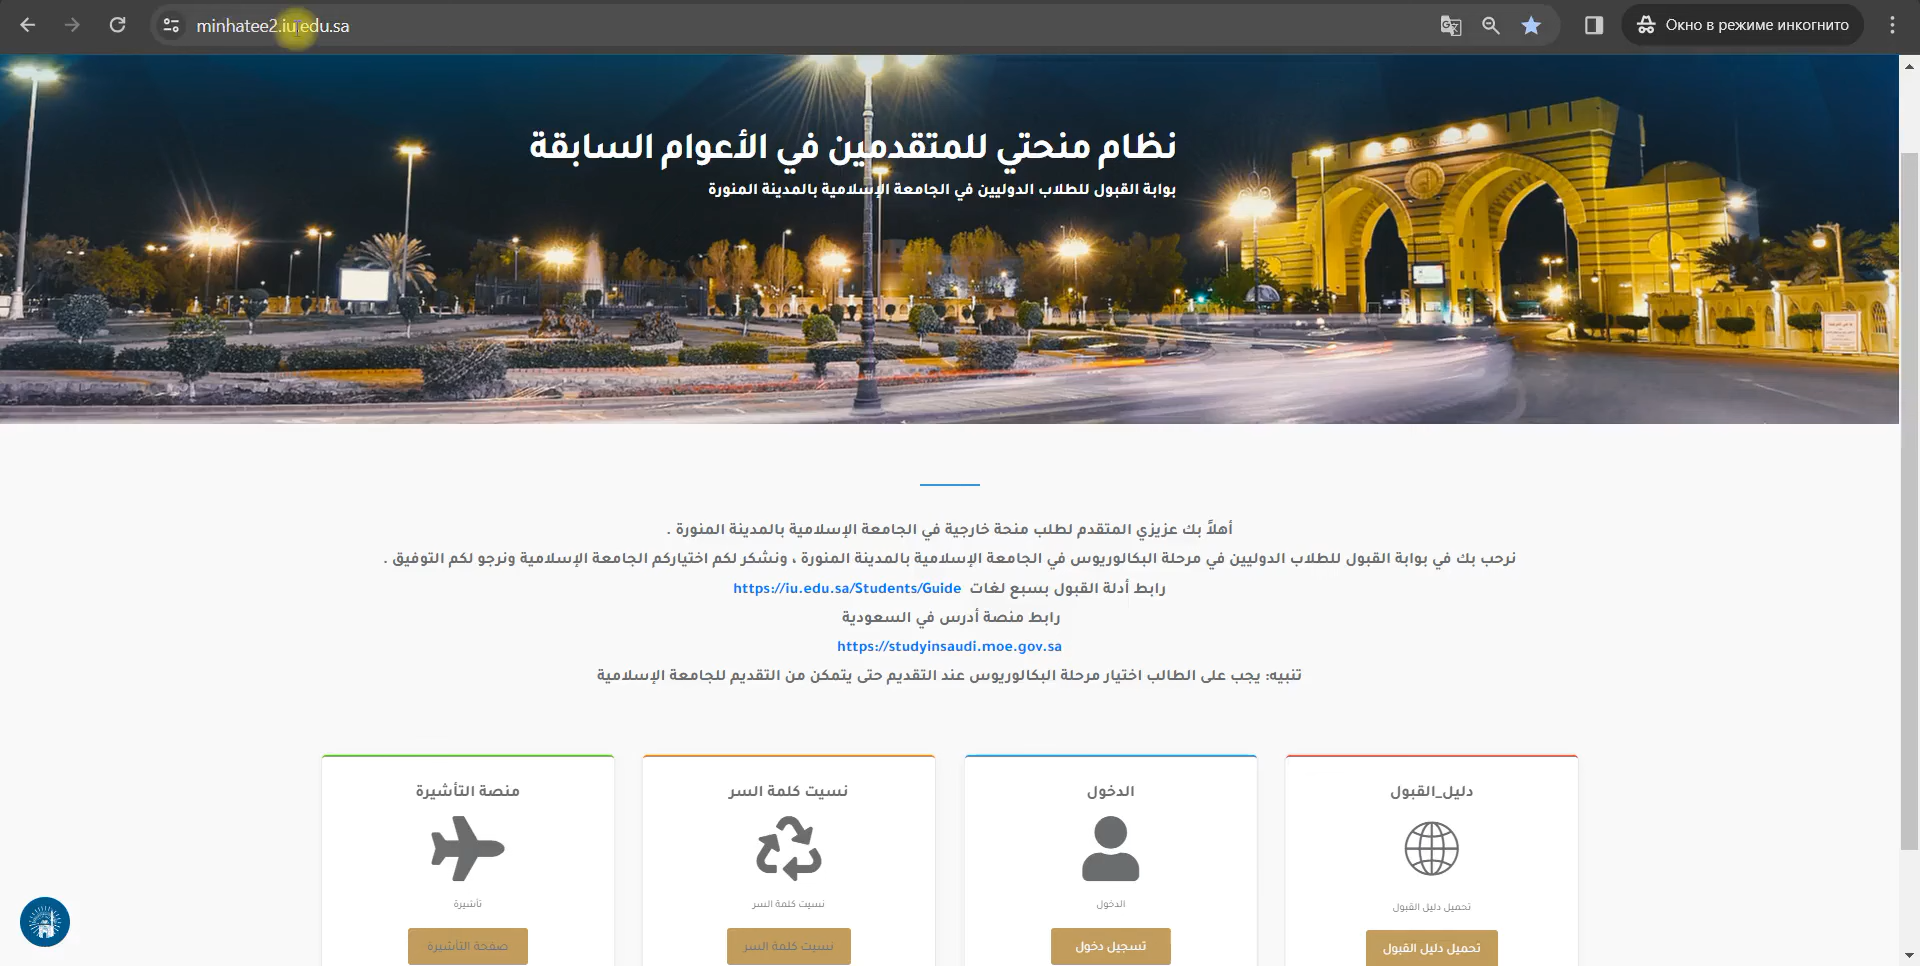 minhatee2.iu.edu.sa
Окно в режиме инкогнито
نظام منحتي للمتقدمين في الأعوام السابقة
بوابة القبول للطلاب الدوليين في الجامعة الإسلامية بالمدينة المنورة
أهلاً بك عزيزي المتقدم لطلب منحة خارجية في الجامعة الإسلامية بالمدينة المنورة .
نرحب بك في بوابة القبول للطلاب الدوليين في مرحلة البكالوريوس في الجامعة الإسلامية بالمدينة المنورة ، ونشكر لكم اختياركم الجامعة الإسلامية ونرجو لكم التوفيق .
رابط أدلة القبول بسبع لغات https://iu.edu.sa/Students/Guide
رابط منصة أدرس في السعودية
https://studyinsaudi.moe.gov.sa
تنبيه: يجب على الطالب اختيار مرحلة البكالوريوس عند التقديم حتى يتمكن من التقديم للجامعة الإسلامية
دليل_القبول
تحميل دليل القبول
تحميل دليل القبول
الدخول
الدخول
تسجيل دخول
نسيت كلمة السر
نسيت كلمة السر
نسيت كلمة السر
منصة التأشيرة
تأشيرة
صفحة التأشيرة